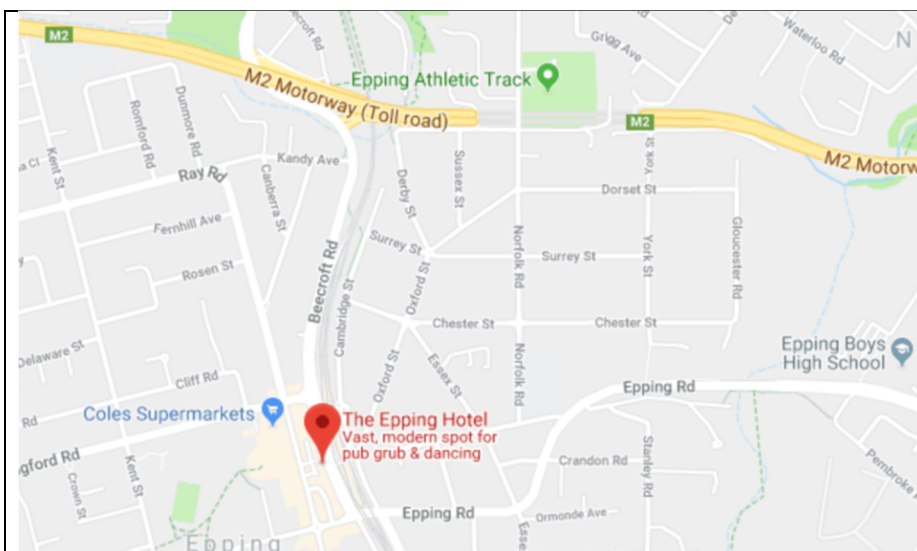 M2
Grigg Ave
Waterloo Rd
N
Epping Athletic Track
M2 Motorway (Toll road)
M2
Dunmore Rd
Romford Rd
Kent St
Kandy Ave
Ray Rd
Canberra St
Derby St
Sussex St
York St
Dorset St
Fernhill Ave
Surrey St
Norfolk Rd
Surrey St
York St
Gloucester Rd
Rosen St
Oxford St
Beecroft Rd
Cambridge St
Chester St
Chester St
Delaware St
Epping Boys
High School
Norfolk Rd
Oxford St
Essex St
Cliff Rd
Epping Rd
Coles Supermarkets
The Epping Hotel
Vast, modern spot for
pub grub & dancing
Rd
gford Rd
Kent St
Crown St
Crandon Rd
Stanley Rd
Pembroke
Epping Rd
Ormonde Ave
Esse
Epping